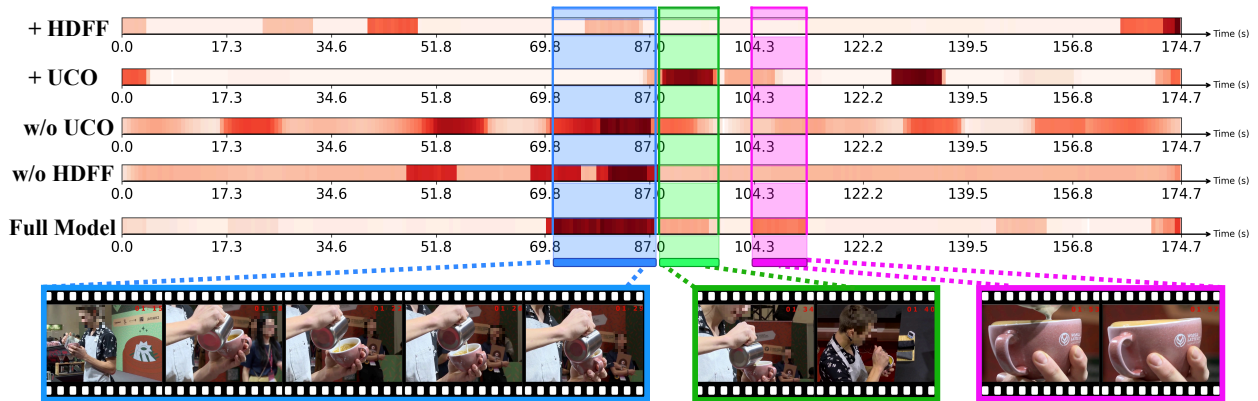 + HDFF
0.0 17.3 34.6 51.8 69.8 87.0 104.3 122.2 139.5 156.8 174.7 Time (s)
+ UCO
0.0 17.3 34.6 51.8 69.8 87.0 104.3 122.2 139.5 156.8 174.7 Time (s)
w/o UCO
0.0 17.3 34.6 51.8 69.8 87.0 104.3 122.2 139.5 156.8 174.7 Time (s)
w/o HDFF
0.0 17.3 34.6 51.8 69.8 87.0 104.3 122.2 139.5 156.8 174.7 Time (s)
Full Model
0.0 17.3 34.6 51.8 69.8 87.0 104.3 122.2 139.5 156.8 174.7 Time (s)